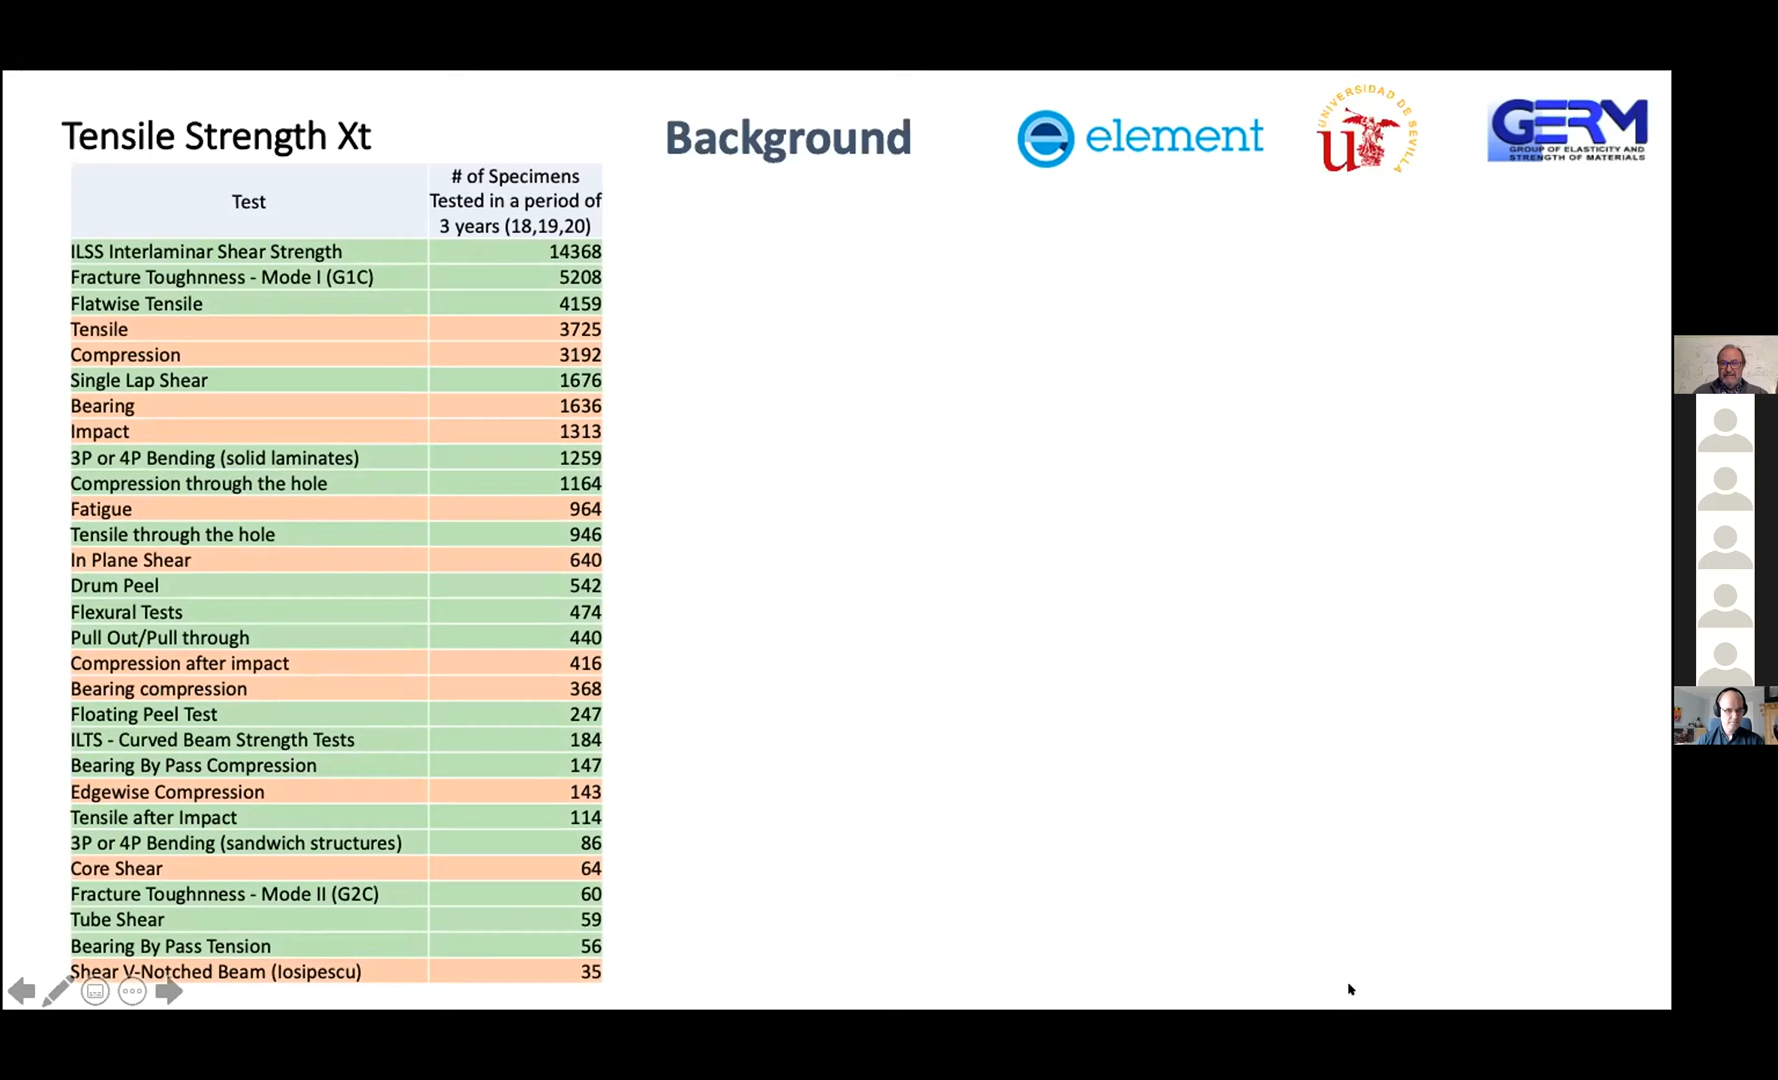 Tensile Strength Xt
Background
element
UNIVERSIDAD DE SEVILLA
u
GERM
GROUP OF ELASTICITY AND
STRENGTH OF MATERIALS
Test
# of Specimens
Tested in a period of
3 years (18,19,20)
ILSS Interlaminar Shear Strength 14368
Fracture Toughnness - Mode I (G1C) 5208
Flatwise Tensile 4159
Tensile 3725
Compression 3192
Single Lap Shear 1676
Bearing 1636
Impact 1313
3P or 4P Bending (solid laminates) 1259
Compression through the hole 1164
Fatigue 964
Tensile through the hole 946
In Plane Shear 640
Drum Peel 542
Flexural Tests 474
Pull Out/Pull through 440
Compression after impact 416
Bearing compression 368
Floating Peel Test 247
ILTS - Curved Beam Strength Tests 184
Bearing By Pass Compression 147
Edgewise Compression 143
Tensile after Impact 114
3P or 4P Bending (sandwich structures) 86
Core Shear 64
Fracture Toughnness - Mode II (G2C) 60
Tube Shear 59
Bearing By Pass Tension 56
Shear V-Notched Beam (Iosipescu) 35